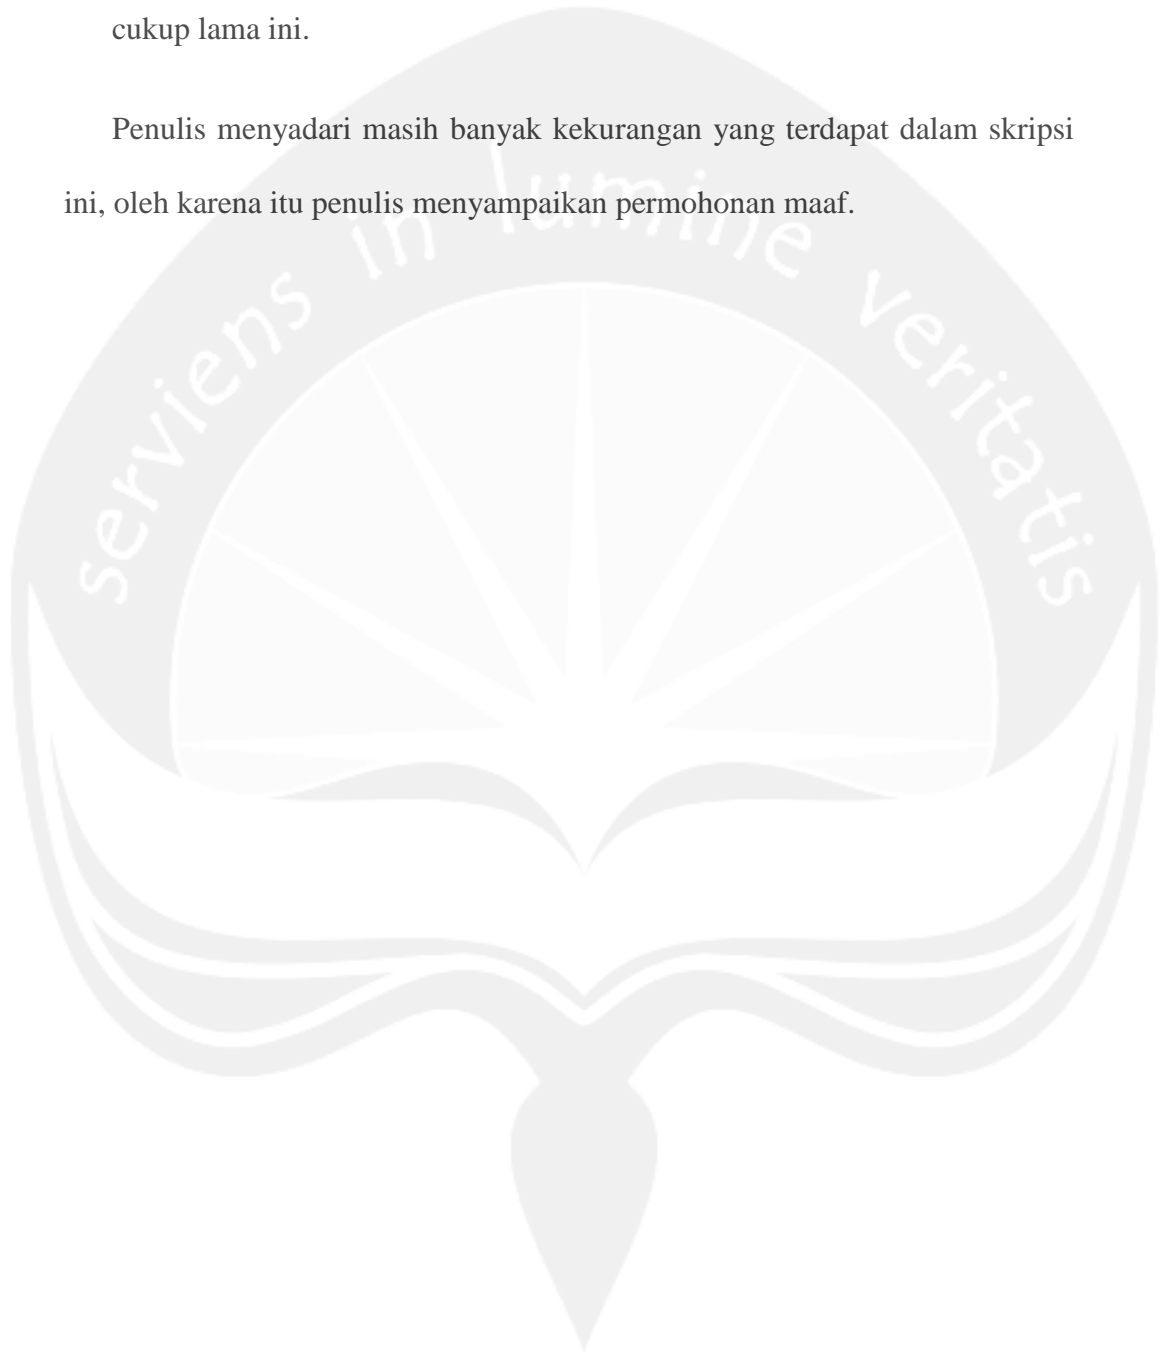 cukup lama ini.
Penulis menyadari masih banyak kekurangan yang terdapat dalam skripsi
ini, oleh karena itu penulis menyampaikan permohonan maaf.
serviens in lumine veritatis